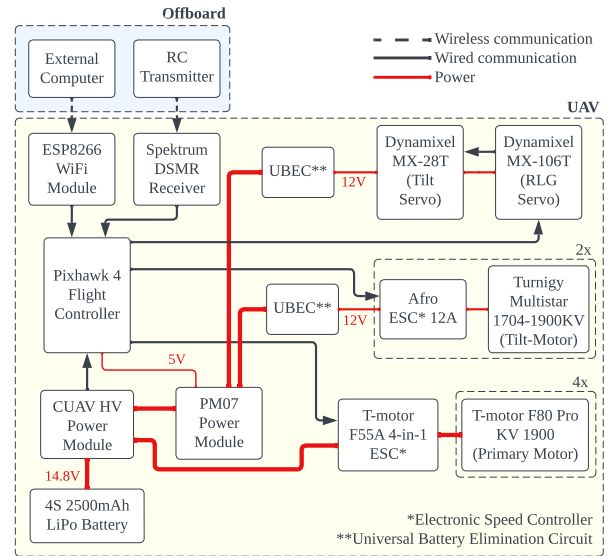 Offboard
External
Computer
RC
Transmitter
Wireless communication
Wired communication
Power
UAV
ESP8266
WiFi
Module
Spektrum
DSMR
Receiver
UBEC**
12V
Dynamixel
MX-28T
(Tilt
Servo)
Dynamixel
MX-106T
(RLG
Servo)
Pixhawk 4
Flight
Controller
2x
UBEC**
12V
Afro
ESC* 12A
Turnigy
Multistar
1704-1900KV
(Tilt-Motor)
5V
4x
CUAV HV
Power
Module
PM07
Power
Module
T-motor
F55A 4-in-1
ESC*
T-motor F80 Pro
KV 1900
(Primary Motor)
14.8V
4S 2500mAh
LiPo Battery
*Electronic Speed Controller
**Universal Battery Elimination Circuit